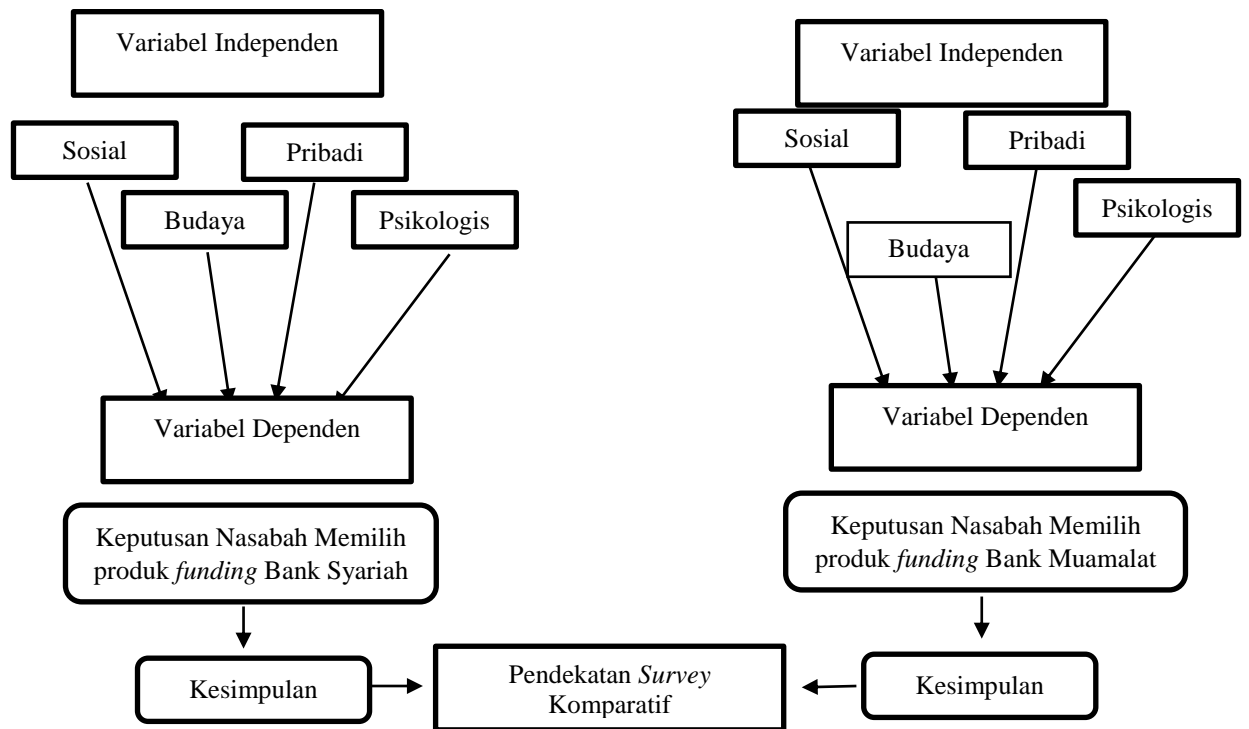 Variabel Independen
Sosial
Pribadi
Budaya
Psikologis
Variabel Dependen
Keputusan Nasabah Memilih
produk funding Bank Syariah
Kesimpulan
Pendekatan Survey
Komparatif
Variabel Independen
Sosial
Pribadi
Psikologis
Budaya
Variabel Dependen
Keputusan Nasabah Memilih
produk funding Bank Muamalat
Kesimpulan